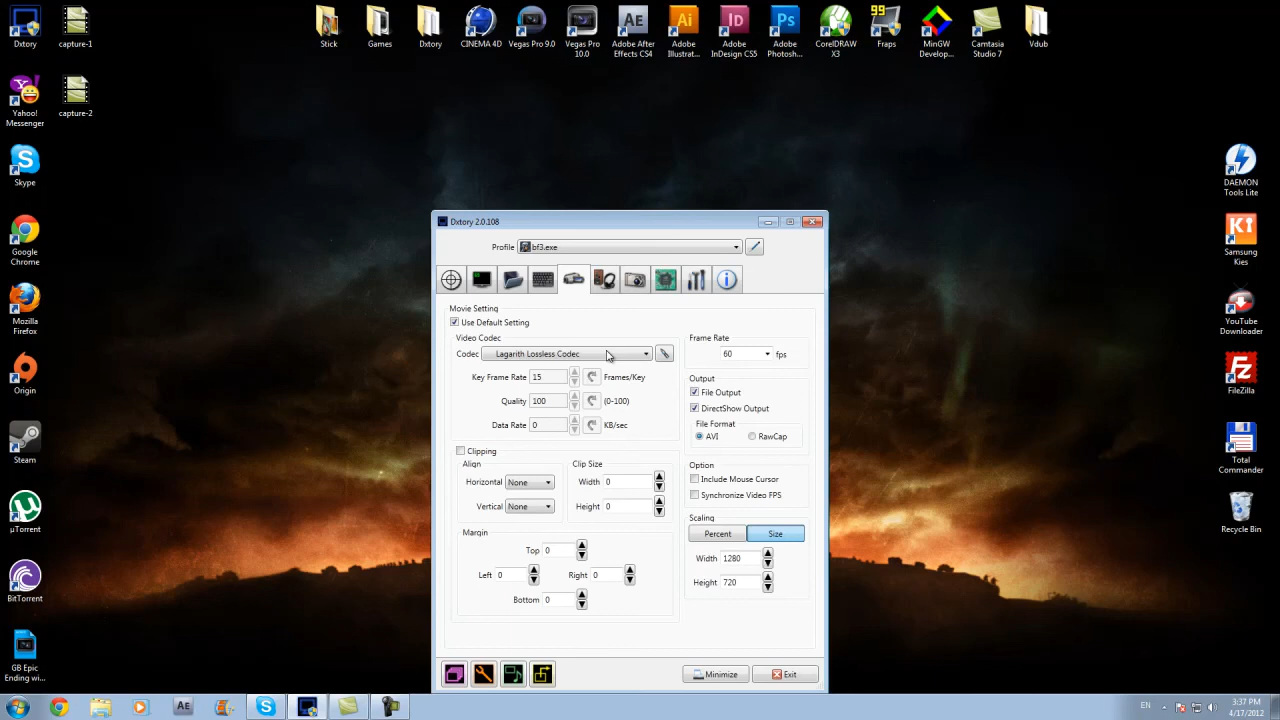 Dxtory
capture-1
Stick
Games
Dxtory
CINEMA 4D
Vegas Pro 9.0
Vegas Pro
10.0
Adobe After
Effects CS4
Adobe
Illustrat...
Adobe
InDesign CS5
Adobe
Photosh...
CorelDRAW
X3
99
Fraps
MinGW
Develop...
Camtasia
Studio 7
Vdub
Yahoo!
Messenger
capture-2
Skype
Google
Chrome
Mozilla
Firefox
Origin
Steam
µTorrent
BitTorrent
GB Epic
Ending wi...
DAEMON
Tools Lite
Samsung
Kies
YouTube
Downloader
FileZilla
Total
Commander
Recycle Bin
Dxtory 2.0.108
Profile
bf3.exe
Movie Setting
Use Default Setting
Video Codec
Codec
Lagarith Lossless Codec
Key Frame Rate 15 Frames/Key
Quality 100 (0-100)
Data Rate 0 KB/sec
Clipping
Align
Horizontal None
Vertical None
Clip Size
Width 0
Height 0
Margin
Top 0
Left 0
Right 0
Bottom 0
Frame Rate
60 fps
Output
File Output
DirectShow Output
File Format
AVI RawCap
Option
Include Mouse Cursor
Synchronize Video FPS
Scaling
Percent Size
Width 1280
Height 720
Minimize
Exit
EN
3:37 PM
4/17/2012